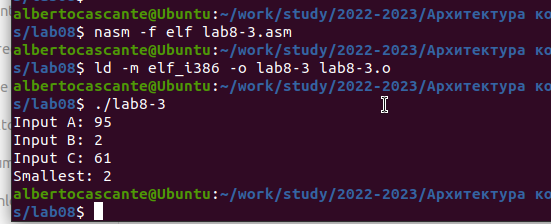 albertocascante@Ubuntu:~/work/study/2022-2023/Архитектура ко
s/lab08$ nasm -f elf lab8-3.asm
albertocascante@Ubuntu:~/work/study/2022-2023/Архитектура ко
s/lab08$ ld -m elf_i386 -o lab8-3 lab8-3.o
albertocascante@Ubuntu:~/work/study/2022-2023/Архитектура ко
s/lab08$ ./lab8-3
Input A: 95
Input B: 2
Input C: 61
Smallest: 2
albertocascante@Ubuntu:~/work/study/2022-2023/Архитектура ко
s/lab08$